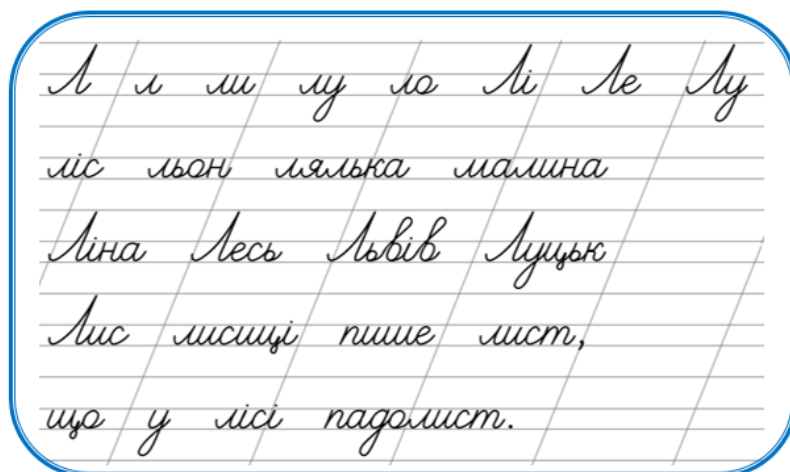 Л л ли лу ло Лі Ле Лу
ліс льон лялька малина
Ліна Лесь Львів Луцьк
Лис лисиці пише лист,
що у лісі падолист.